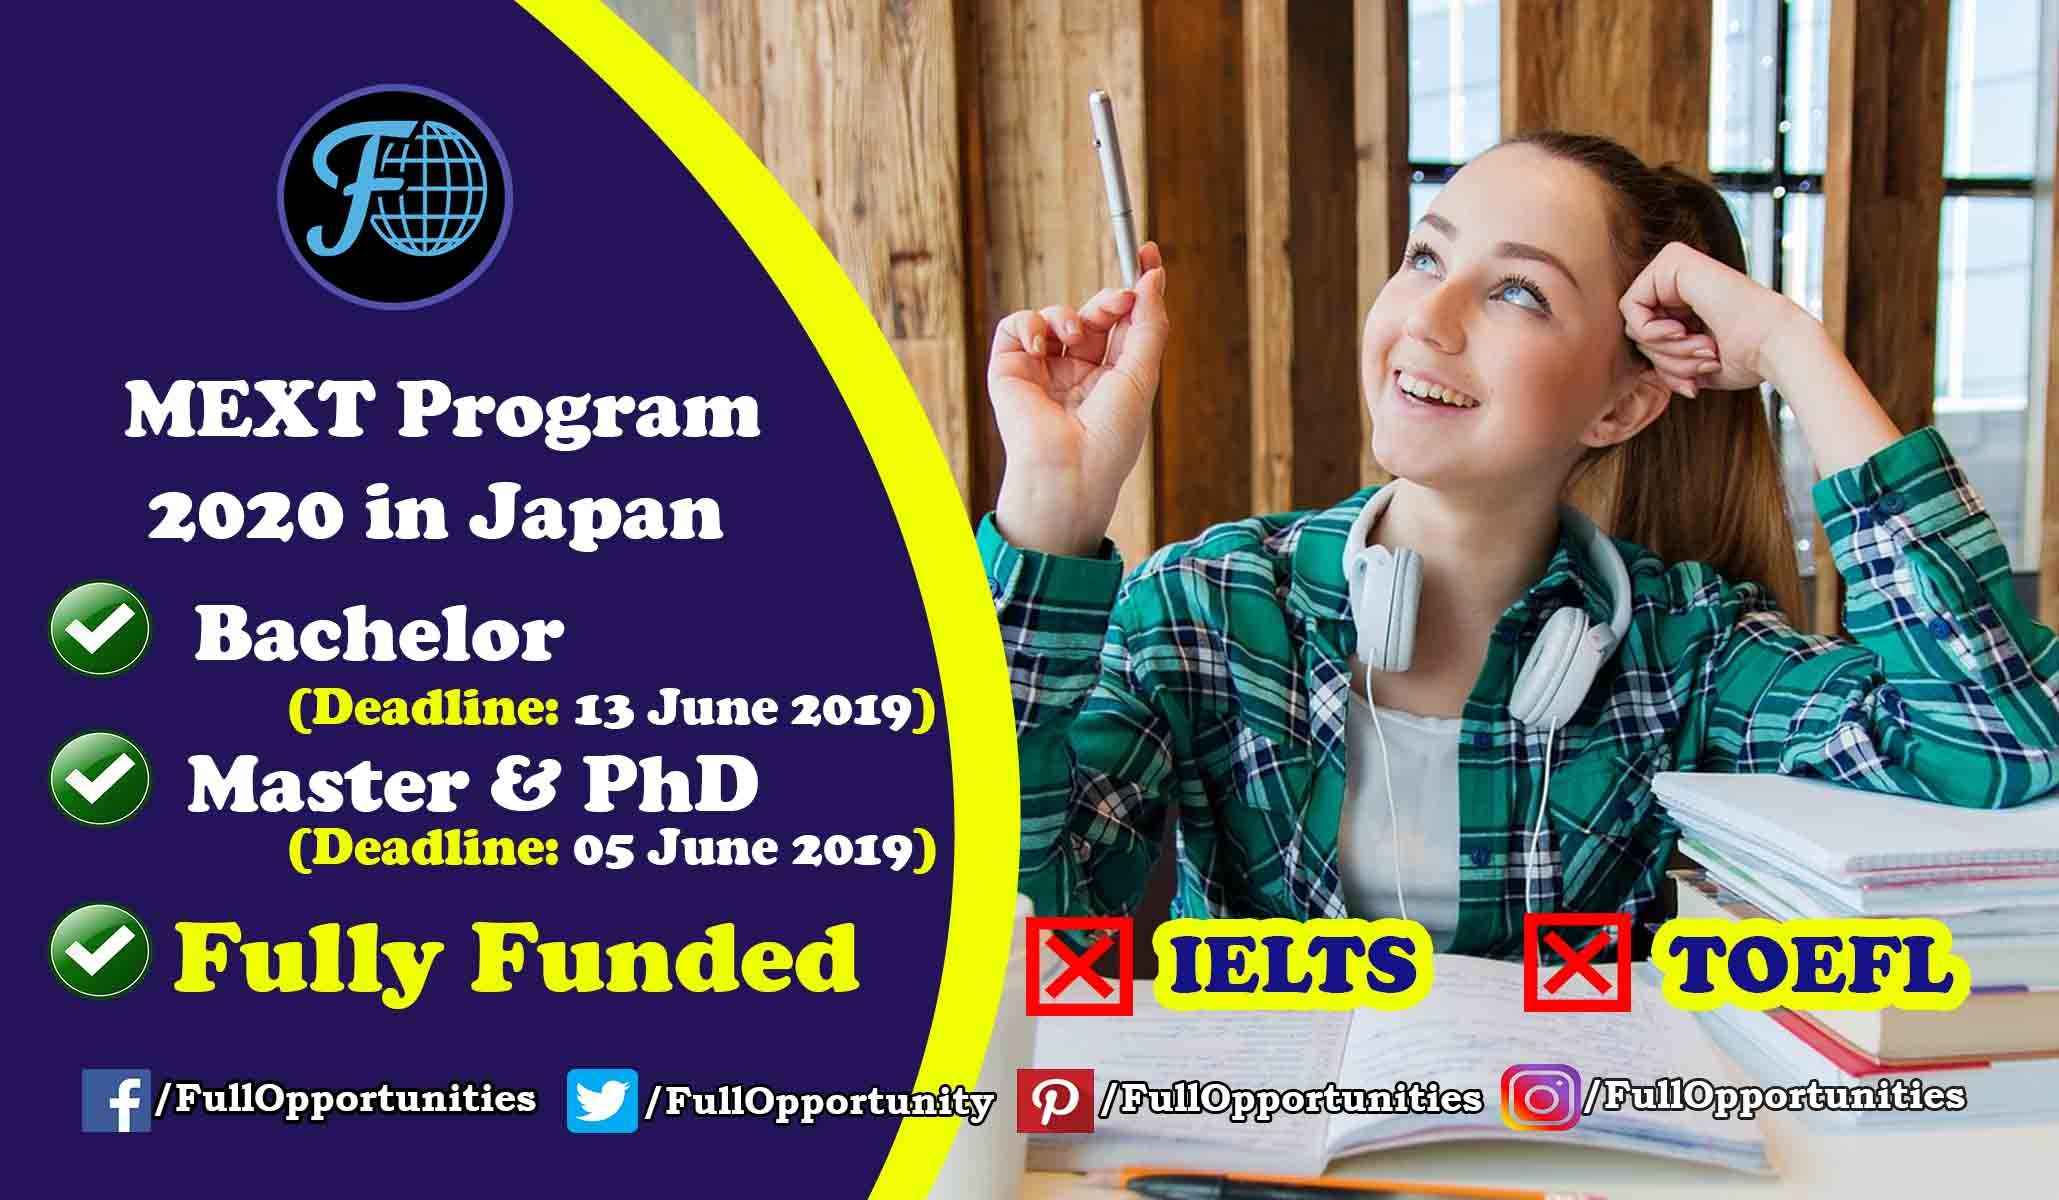 MEXT Program
2020 in Japan
Bachelor
(Deadline: 13 June 2019)
Master & PhD
(Deadline: 05 June 2019)
Fully Funded
IELTS
TOEFL
/FullOpportunities
/FullOpportunity
/FullOpportunities
/FullOpportunities